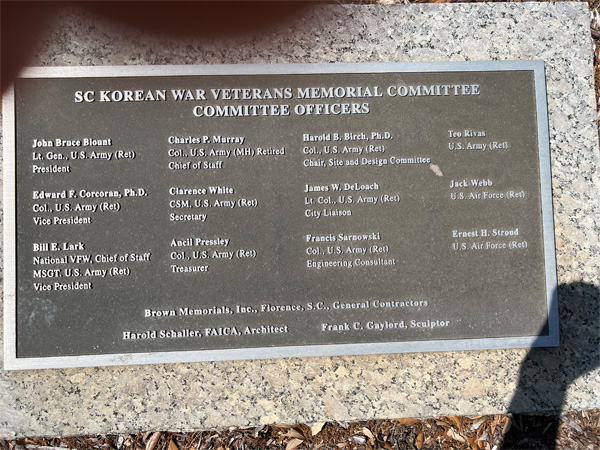 SC KOREAN WAR VETERANS MEMORIAL COMMITTEE
COMMITTEE OFFICERS
John Bruce Blount
Lt. Gen., U.S. Army (Ret)
President
Charles P. Murray
Col., U.S. Army (MH) Retired
Chief of Staff
Harold B. Birch, Ph.D.
Col., U.S. Army (Ret)
Chair, Site and Design Committee
Teo Rivas
U.S. Army (Ret)
Edward F. Corcoran, Ph.D.
Col., U.S. Army (Ret)
Vice President
Clarence White
CSM, U.S. Army (Ret)
Secretary
James W. DeLoach
Lt. Col., U.S. Army (Ret)
City Liaison
Jack Webb
U.S. Air Force (Ret)
Bill E. Lark
National VFW, Chief of Staff
MSGT. U.S. Army (Ret)
Vice President
Ancil Pressley
Col., U.S. Army (Ret)
Treasurer
Francis Sarnowski
Col., U.S. Army (Ret)
Engineering Consultant
Ernest H. Stroud
U.S. Air Force (Ret)
Brown Memorials, Inc., Florence, S.C., General Contractors
Harold Schaller, FAICA, Architect
Frank C. Gaylord, Sculptor